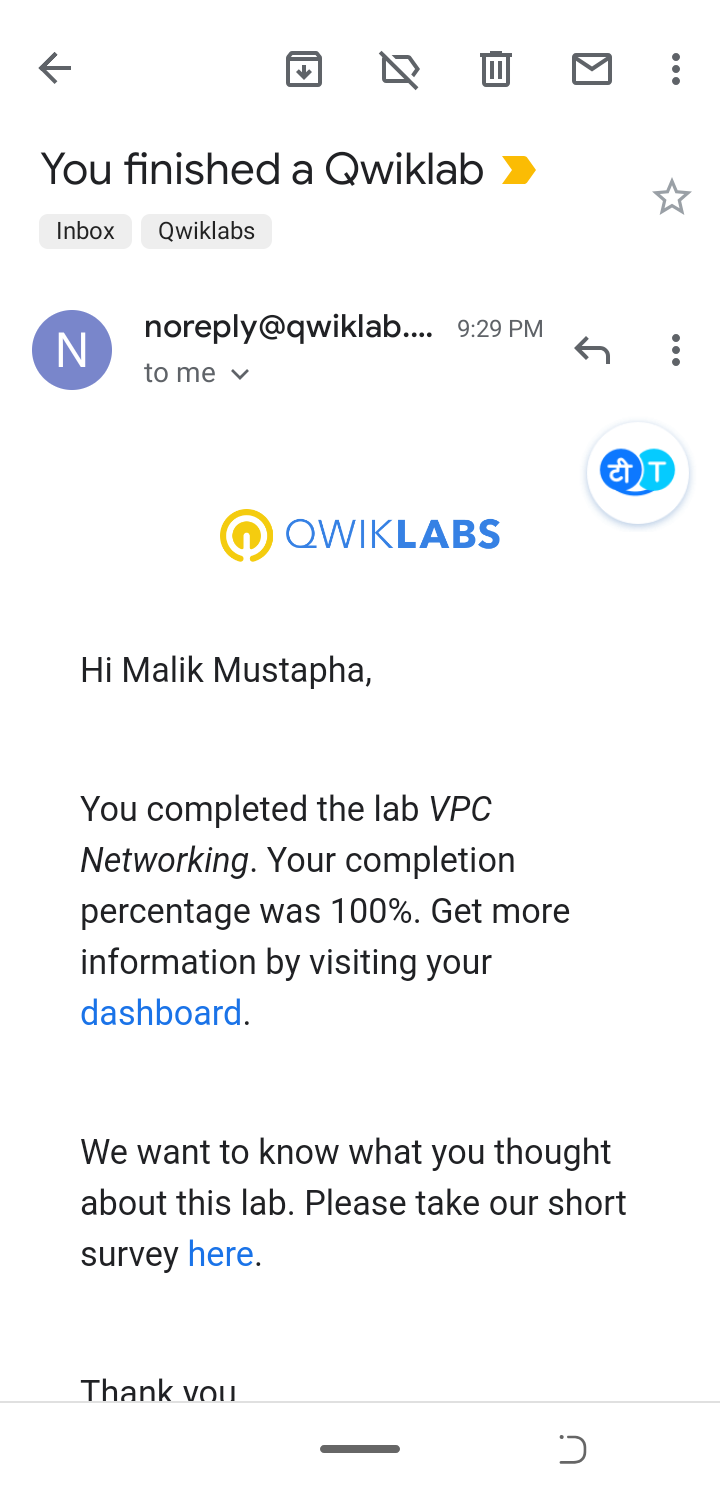 You finished a Qwiklab
Inbox Qwiklabs
N
noreply@qwiklab.... 9:29 PM
to me
टी T
QWIKLABS
Hi Malik Mustapha,
You completed the lab VPC
Networking. Your completion
percentage was 100%. Get more
information by visiting your
dashboard.
We want to know what you thought
about this lab. Please take our short
survey here.
Thank you